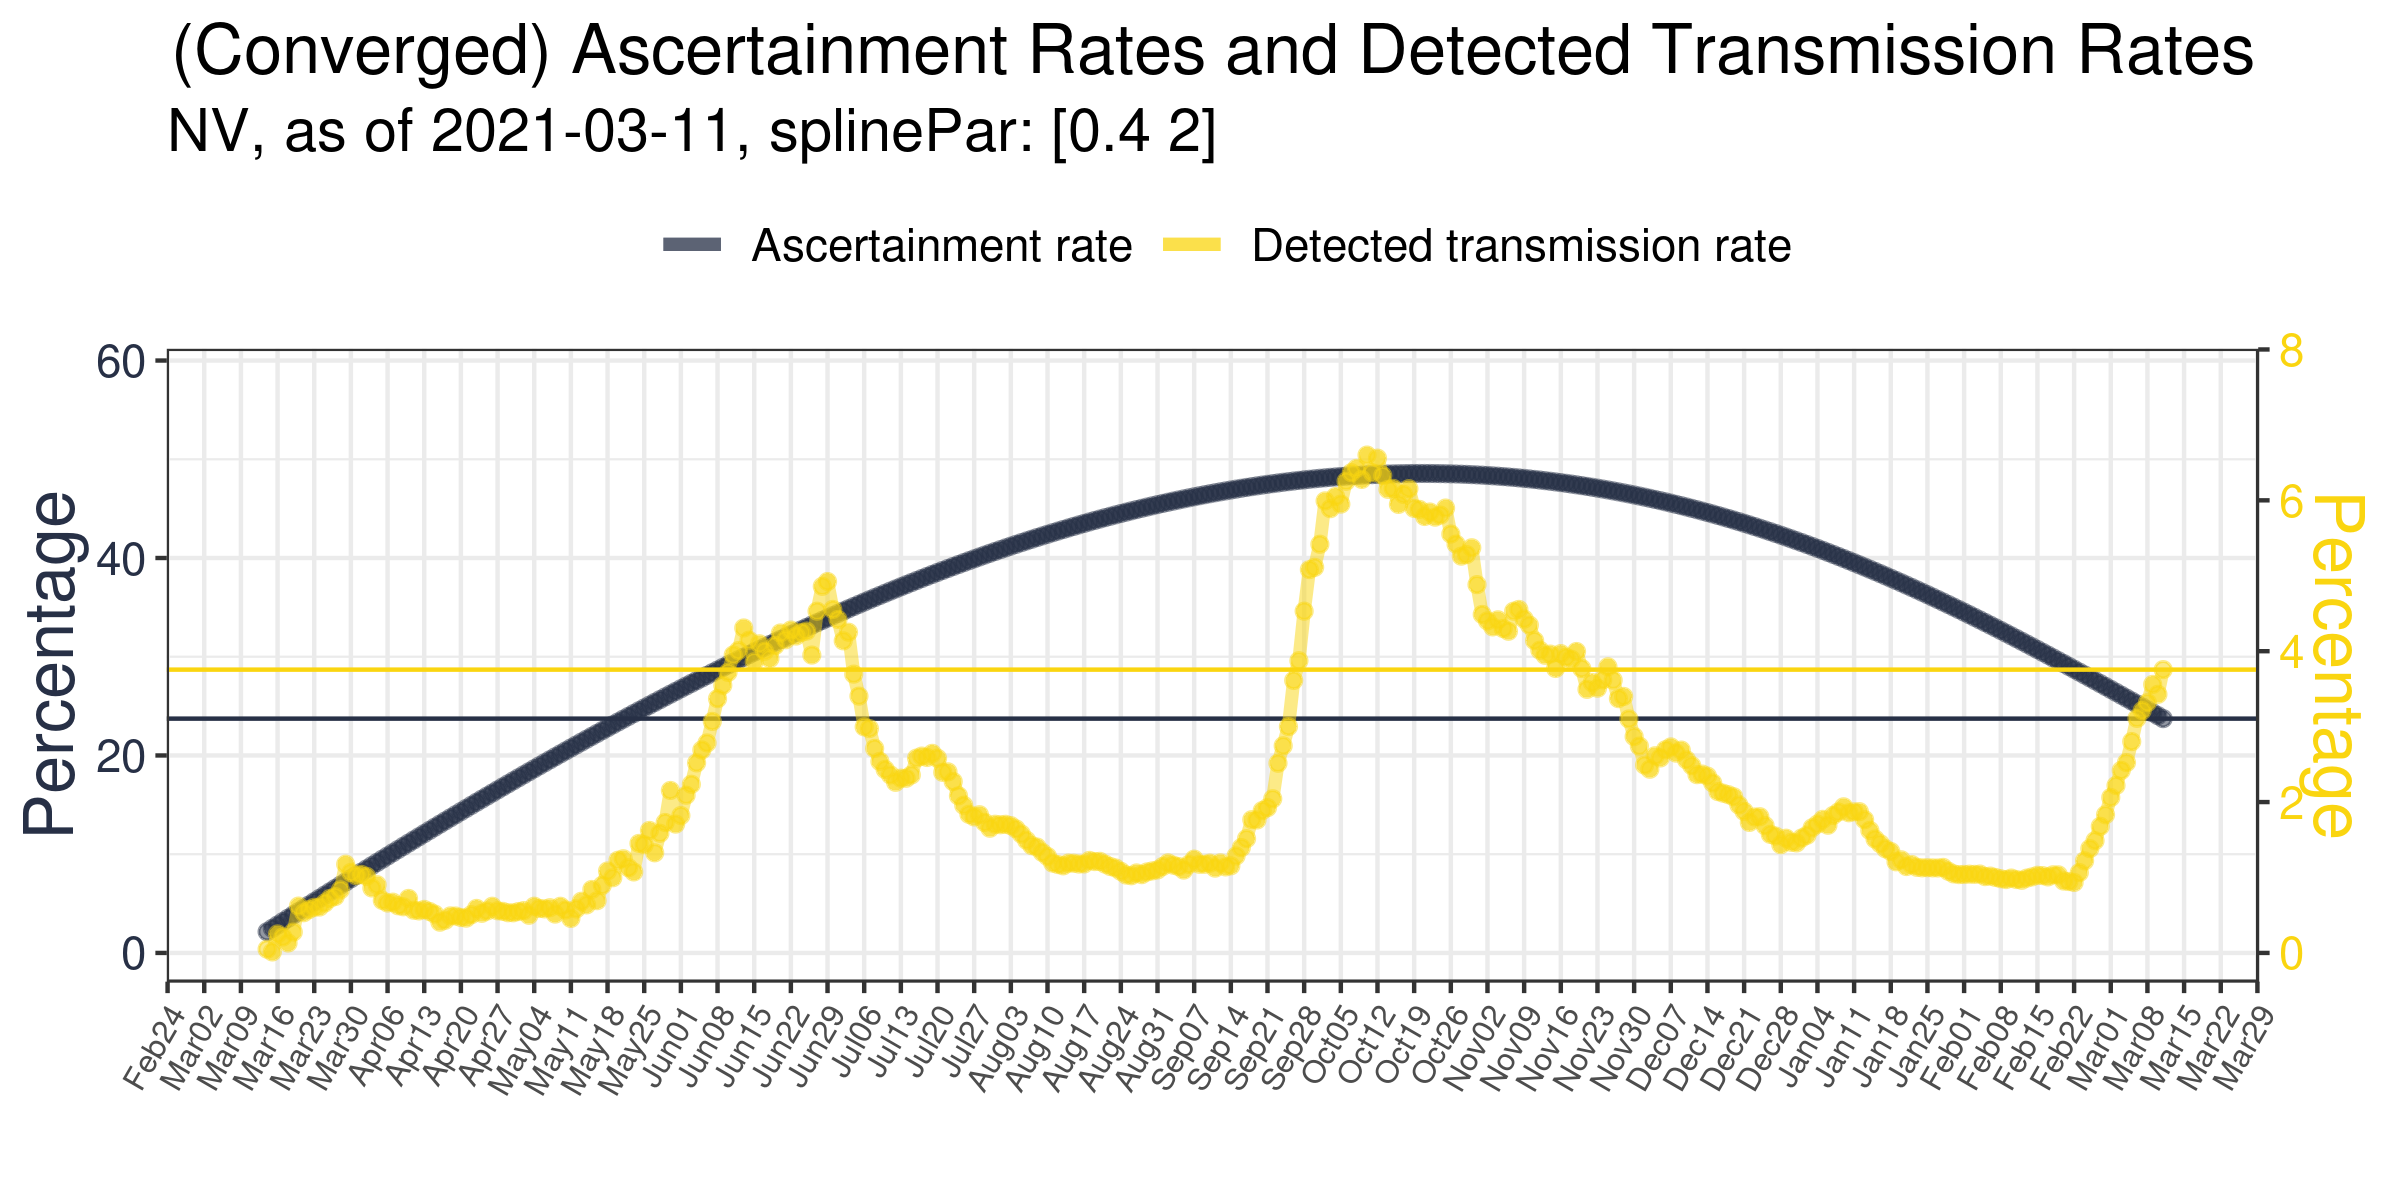 (Converged) Ascertainment Rates and Detected Transmission Rates
NV, as of 2021-03-11, splinePar: [0.4 2]
Ascertainment rate Detected transmission rate
Percentage
60
40
20
0
8
6
4
2
0
Percentage
Feb24 Mar02 Mar09 Mar16 Mar23 Mar30 Apr06 Apr13 Apr20 Apr27 May04 May11 May18 May25 Jun01 Jun08 Jun15 Jun22 Jun29 Jul06 Jul13 Jul20 Jul27 Aug03 Aug10 Aug17 Aug24 Aug31 Sep07 Sep14 Sep21 Sep28 Oct05 Oct12 Oct19 Oct26 Nov02 Nov09 Nov16 Nov23 Nov30 Dec07 Dec14 Dec21 Dec28 Jan04 Jan11 Jan18 Jan25 Feb01 Feb08 Feb15 Feb22 Mar01 Mar08 Mar15 Mar22 Mar29